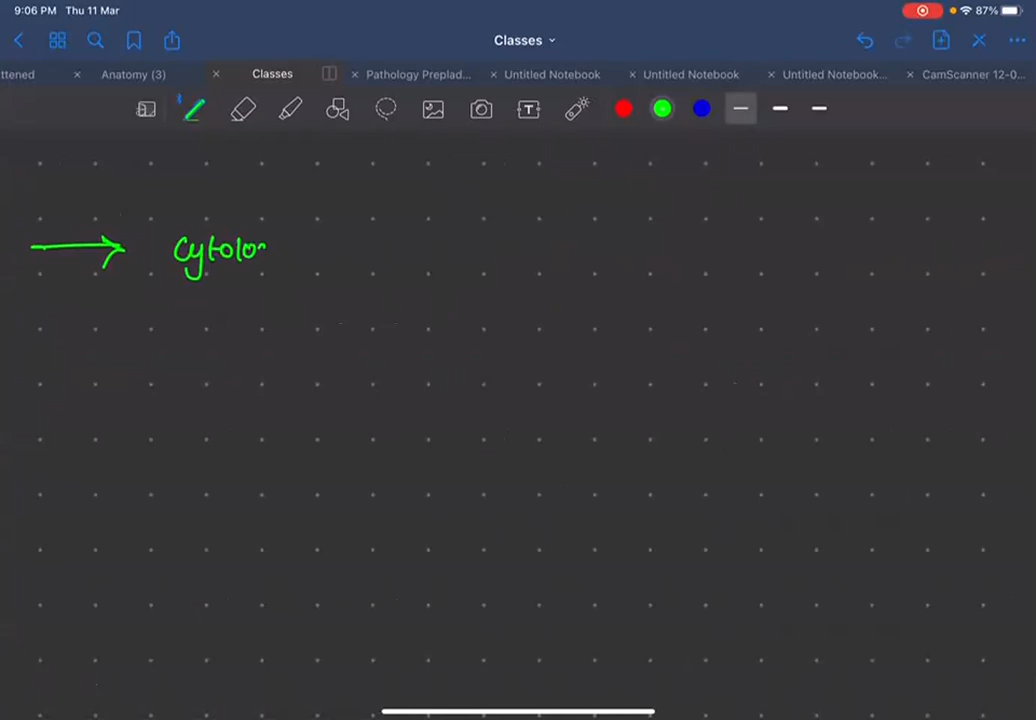 9:06 PM Thu 11 Mar 87%
Classes
ttened Anatomy (3) Classes Pathology Preplad... Untitled Notebook Untitled Notebook Untitled Notebook... CamScanner 12-0...
T
Cytolo